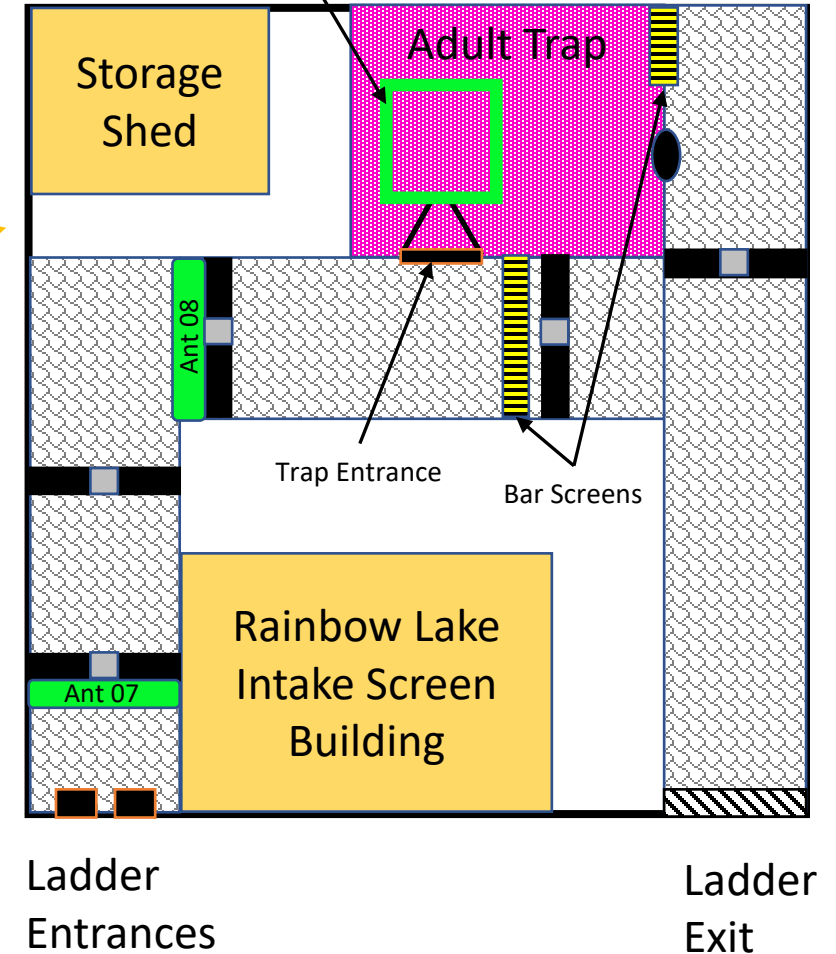 Adult Trap
Storage
Shed
Ant 08
Trap Entrance
Bar Screens
Rainbow Lake
Intake Screen
Building
Ant 07
Ladder
Entrances
Ladder
Exit